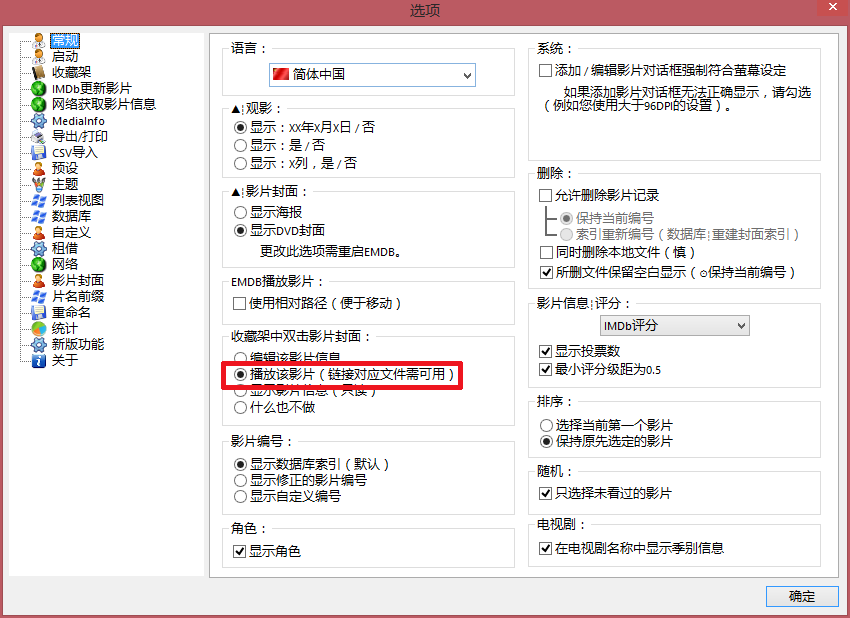 选项
常规
启动
收藏架
IMDb更新影片
网络获取影片信息
MediaInfo
导出/打印
CSV导入
预设
主题
列表视图
数据库
自定义
租借
网络
影片封面
片名前缀
重命名
统计
新版功能
关于
语言：
简体中国
▲¦观影：
显示：XX年X月X日 / 否
显示：是 / 否
显示：X列，是 / 否
▲¦影片封面：
显示海报
显示DVD封面
更改此选项需重启EMDB。
EMDB播放影片：
使用相对路径（便于移动）
收藏架中双击影片封面：
编辑该影片信息
播放该影片（链接对应文件需可用）
显示影片信息（只读）
什么也不做
影片编号：
显示数据库索引（默认）
显示修正的影片编号
显示自定义编号
角色：
显示角色
系统：
添加 / 编辑影片对话框强制符合萤幕设定
如果添加影片对话框无法正确显示，请勾选
（例如您使用大于96DPI的设置）。
删除：
允许删除影片记录
保持当前编号
索引重新编号（数据库¦重建封面索引）
同时删除本地文件（慎）
所删文件保留空白显示（⊙保持当前编号）
影片信息¦评分：
IMDb评分
显示投票数
最小评分级距为0.5
排序：
选择当前第一个影片
保持原先选定的影片
随机：
只选择未看过的影片
电视剧：
在电视剧名称中显示季别信息
确定